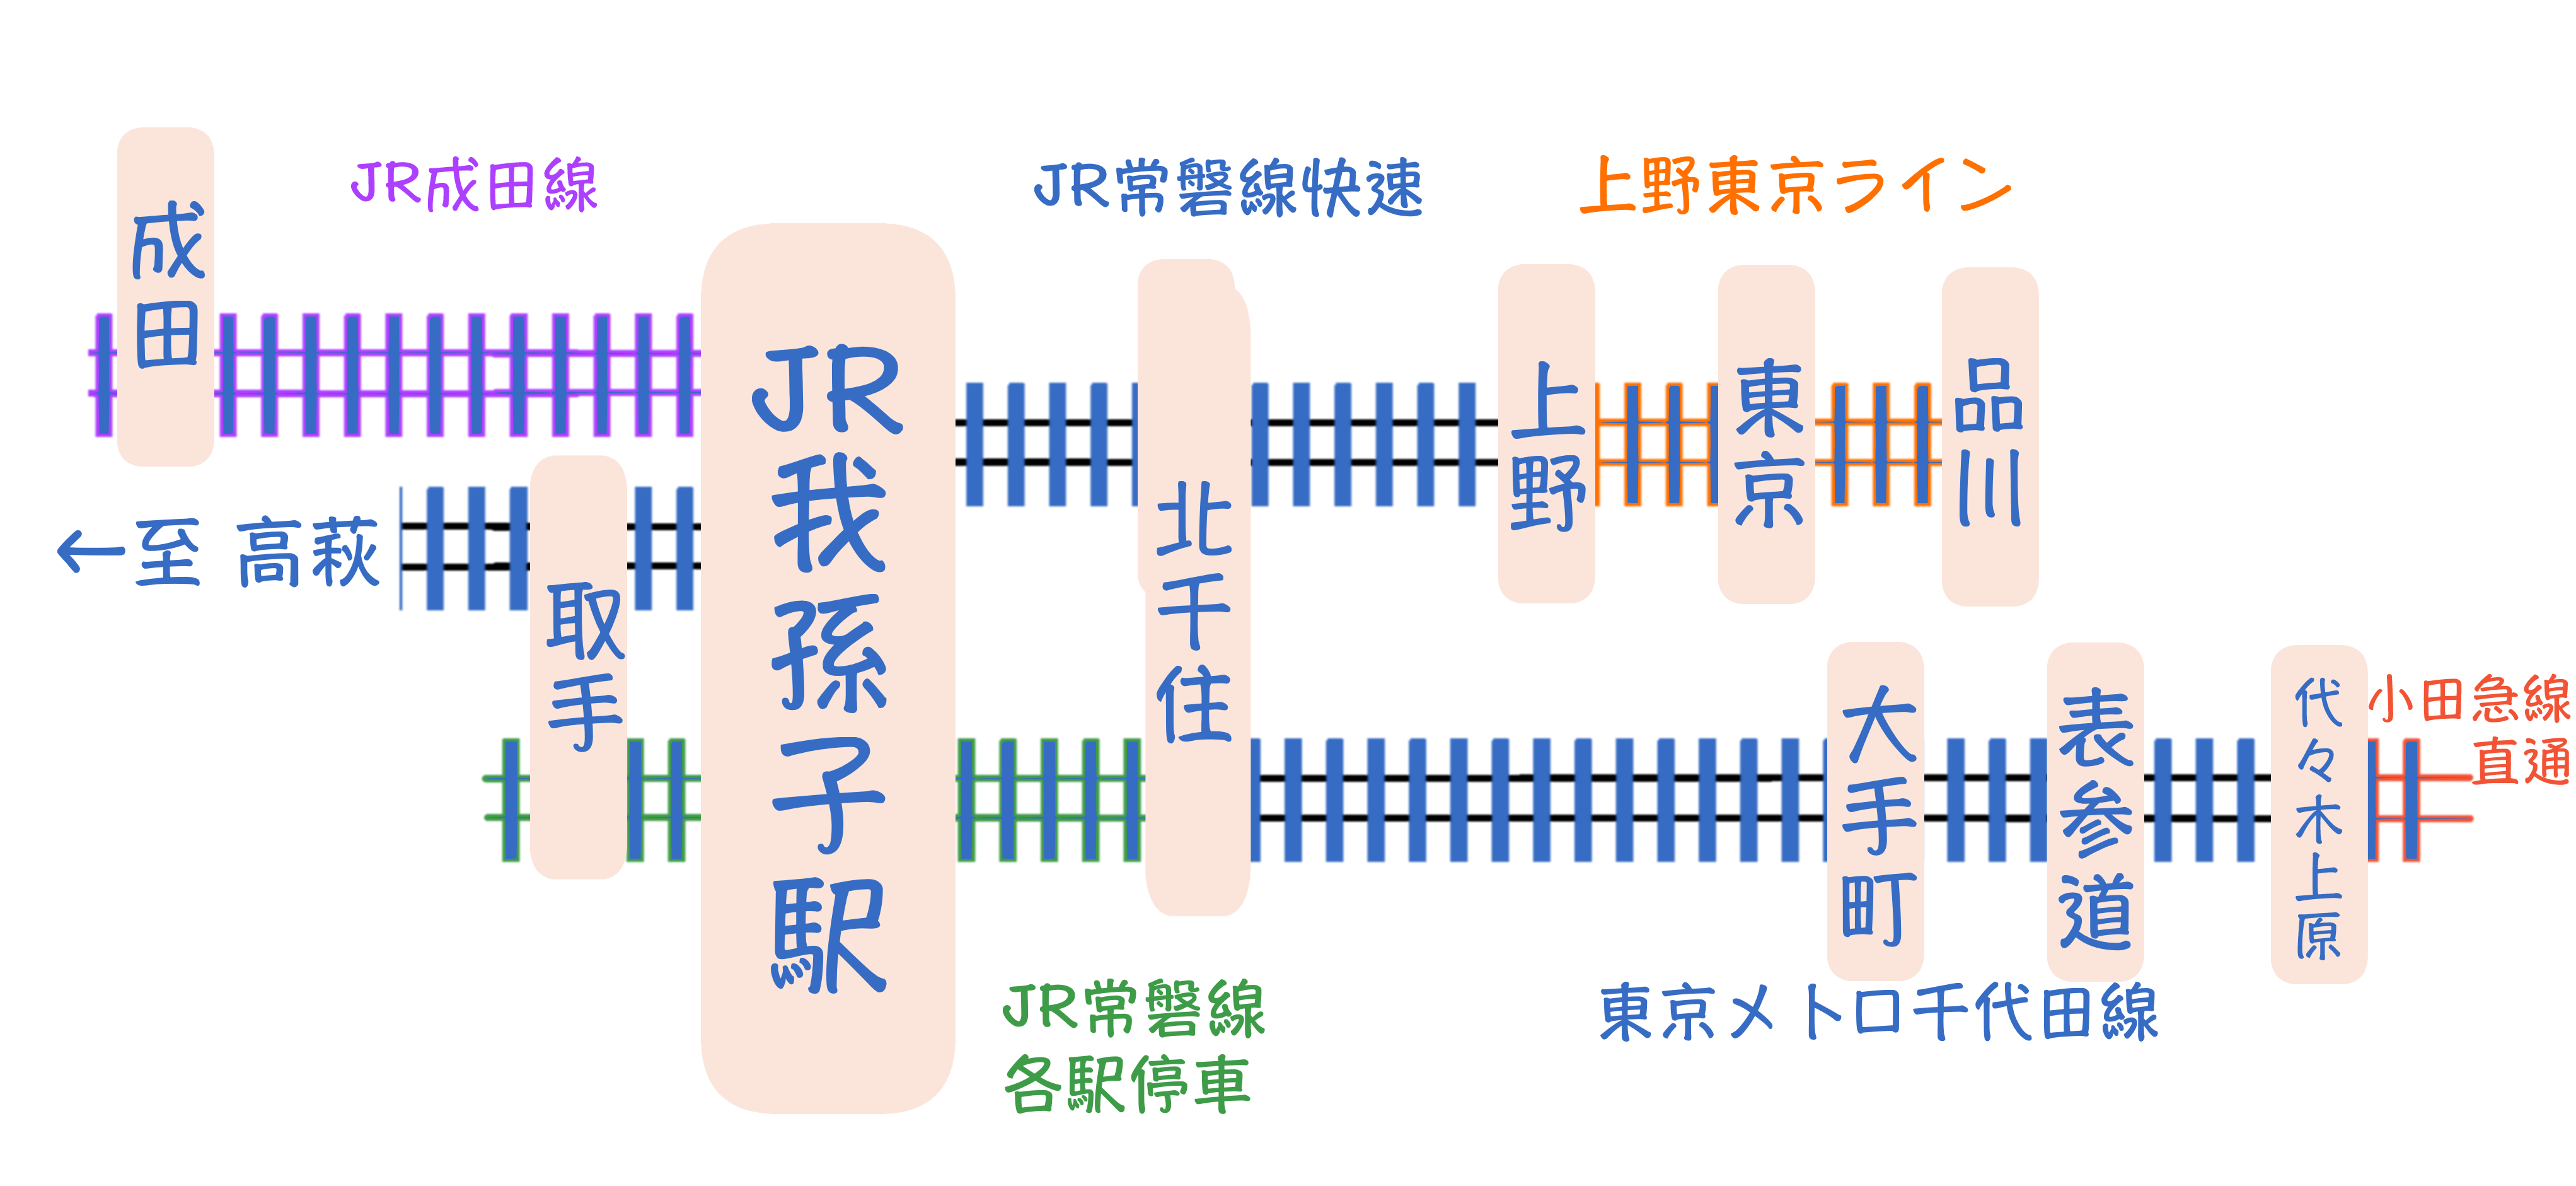 JR成田線
JR常磐線快速
上野東京ライン
成田
JR我孫子駅
北千住
上野
東京
品川
←至 高萩
取手
大手町
表参道
代々木上原
小田急線
直通
JR常磐線
各駅停車
東京メトロ千代田線